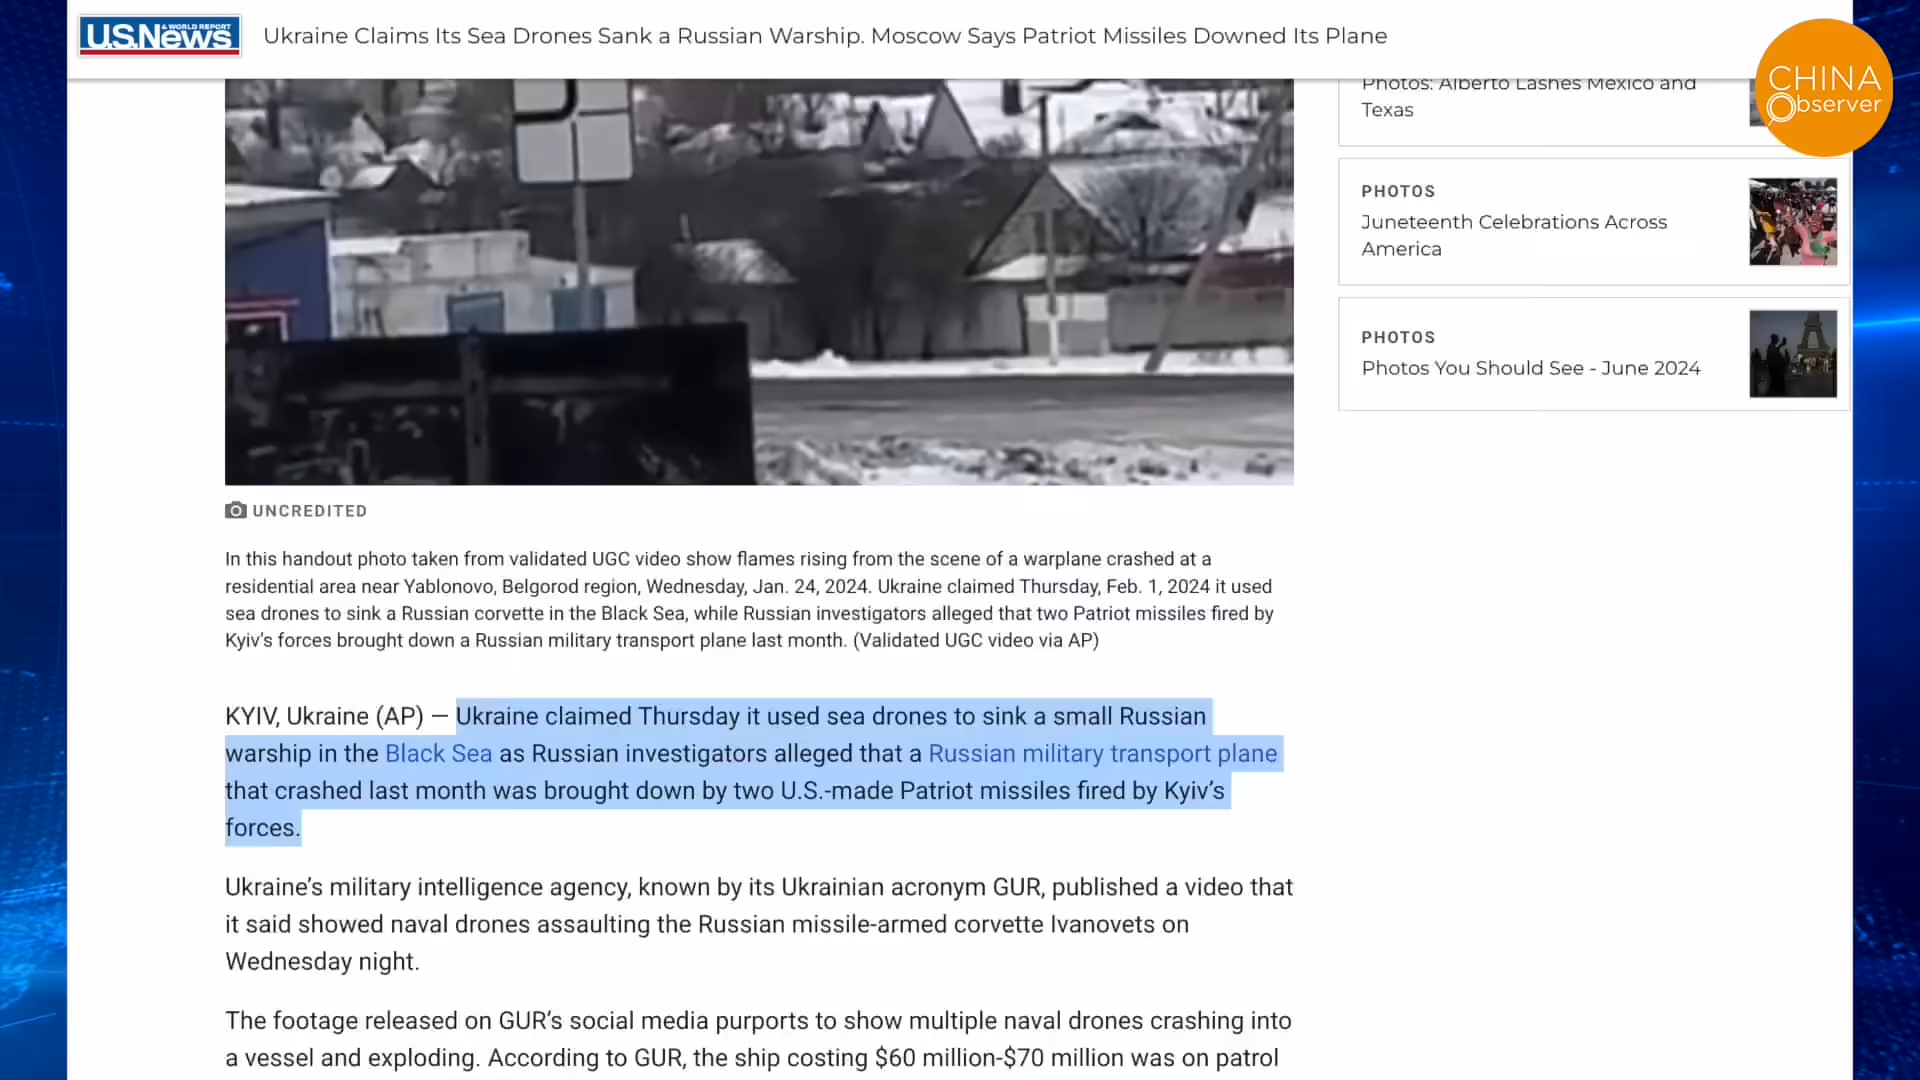 U.S.News
& WORLD REPORT
Ukraine Claims Its Sea Drones Sank a Russian Warship. Moscow Says Patriot Missiles Downed Its Plane
CHINA
Observer
Photos: Alberto Lashes Mexico and
Texas
PHOTOS
Juneteenth Celebrations Across
America
PHOTOS
Photos You Should See - June 2024
UNCREDITED
In this handout photo taken from validated UGC video show flames rising from the scene of a warplane crashed at a
residential area near Yablonovo, Belgorod region, Wednesday, Jan. 24, 2024. Ukraine claimed Thursday, Feb. 1, 2024 it used
sea drones to sink a Russian corvette in the Black Sea, while Russian investigators alleged that two Patriot missiles fired by
Kyiv’s forces brought down a Russian military transport plane last month. (Validated UGC video via AP)
KYIV, Ukraine (AP) — Ukraine claimed Thursday it used sea drones to sink a small Russian
warship in the Black Sea as Russian investigators alleged that a Russian military transport plane
that crashed last month was brought down by two U.S.-made Patriot missiles fired by Kyiv’s
forces.
Ukraine’s military intelligence agency, known by its Ukrainian acronym GUR, published a video that
it said showed naval drones assaulting the Russian missile-armed corvette Ivanovets on
Wednesday night.
The footage released on GUR’s social media purports to show multiple naval drones crashing into
a vessel and exploding. According to GUR, the ship costing $60 million-$70 million was on patrol